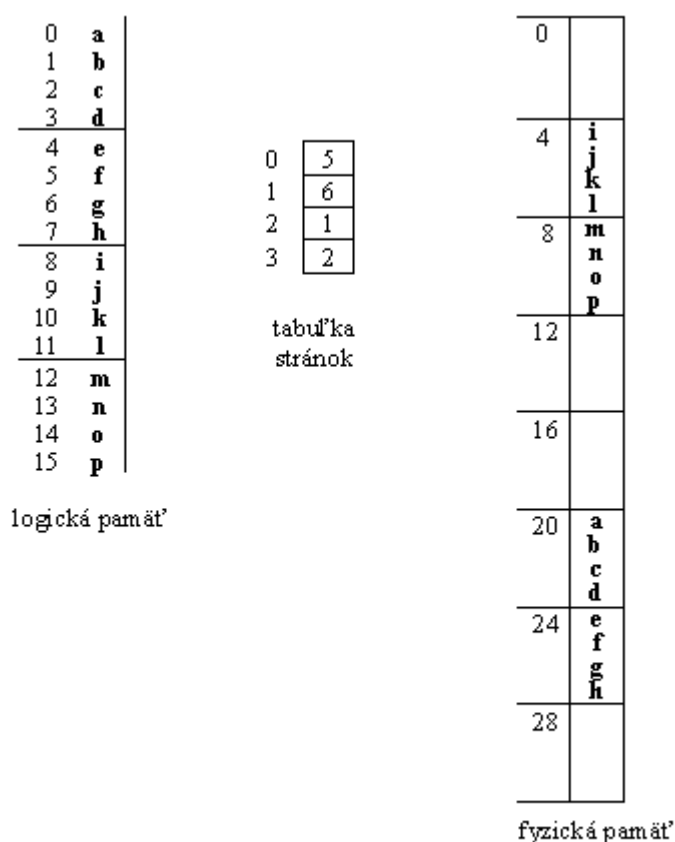 0 a
1 b
2 c
3 d
4 e
5 f
6 g
7 h
8 i
9 j
10 k
11 l
12 m
13 n
14 o
15 p
logická pamäť
0 5
1 6
2 1
3 2
tabuľka
stránok
0
4 i
j
k
l
8 m
n
o
p
12
16
20 a
b
c
d
24 e
f
g
h
28
fyzická pamäť